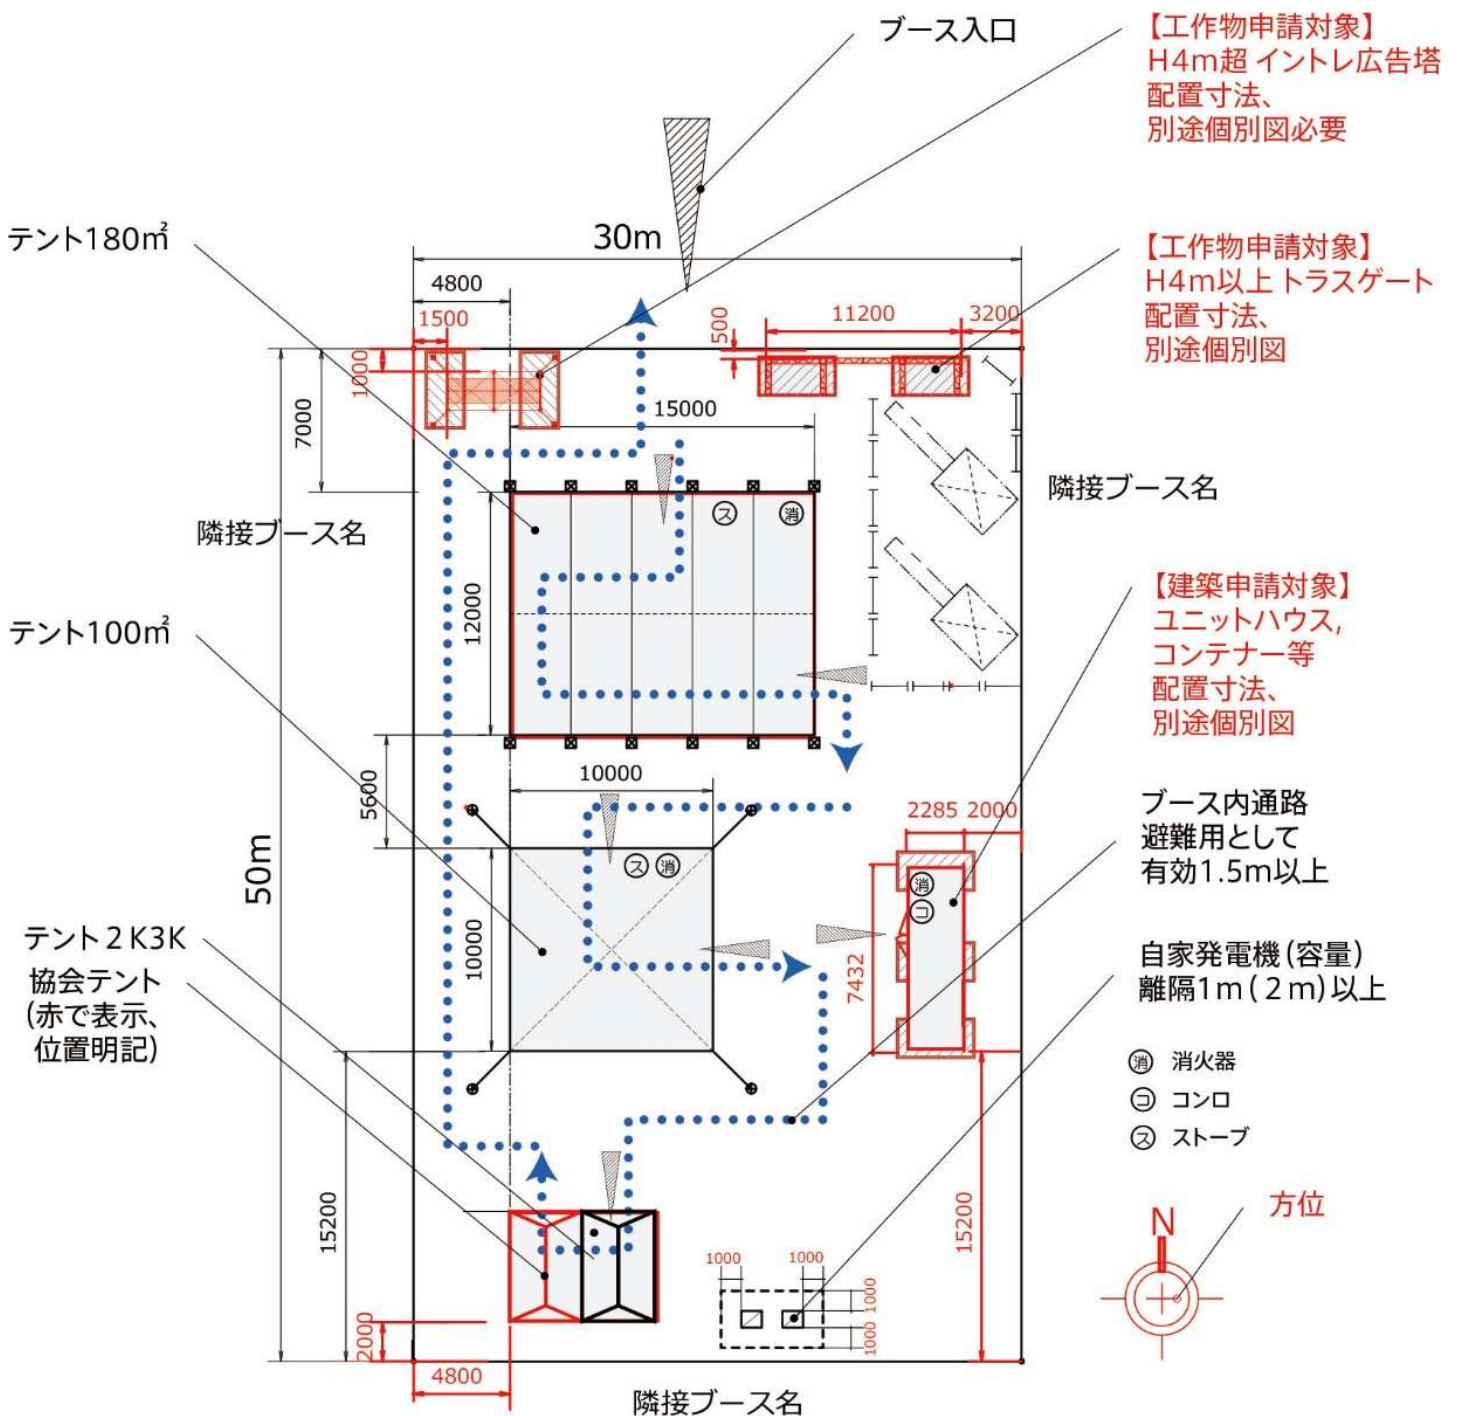 ブース入口
【工作物申請対象】
H4m超 イントレ広告塔
配置寸法、
別途個別図必要
テント180㎡
30m
【工作物申請対象】
H4m以上 トラスゲート
配置寸法、
別途個別図
4800
1500
500
11200
3200
1000
7000
15000
隣接ブース名
隣接ブース名
ス
消
12000
テント100㎡
【建築申請対象】
ユニットハウス,
コンテナー等
配置寸法、
別途個別図
5600
10000
2285
2000
ブース内通路
避難用として
有効1.5m以上
50m
ス
消
消
コ
10000
7432
テント2K3K
協会テント
(赤で表示、
位置明記)
自家発電機(容量)
離隔1m(2m)以上
消 消火器
コ コンロ
ス ストーブ
15200
15200
方位
N
1000
1000
1000
1000
2000
4800
隣接ブース名